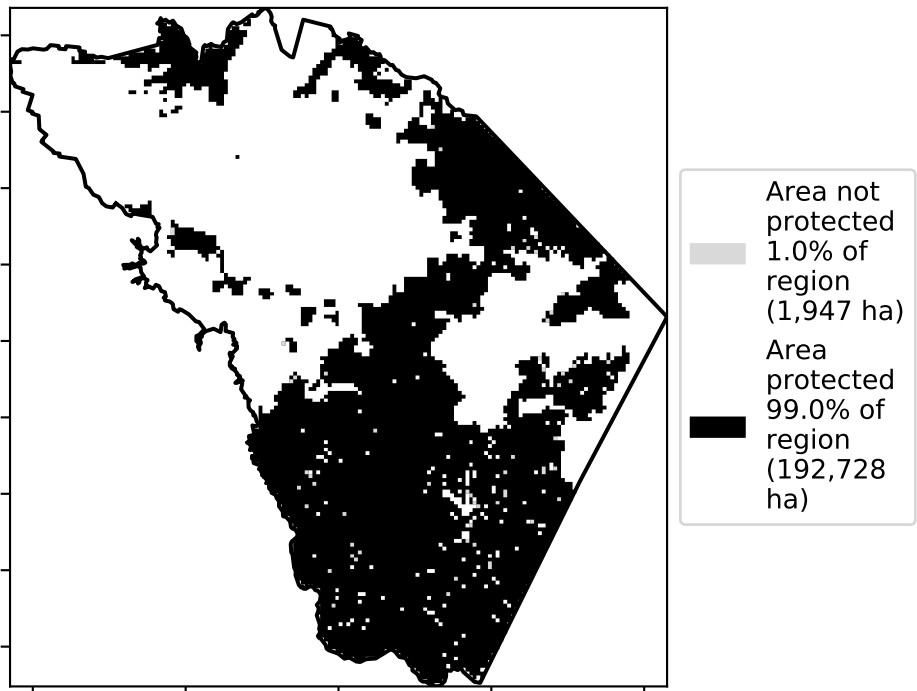 Area not
protected
1.0% of
region
(1,947 ha)
Area
protected
99.0% of
region
(192,728
ha)